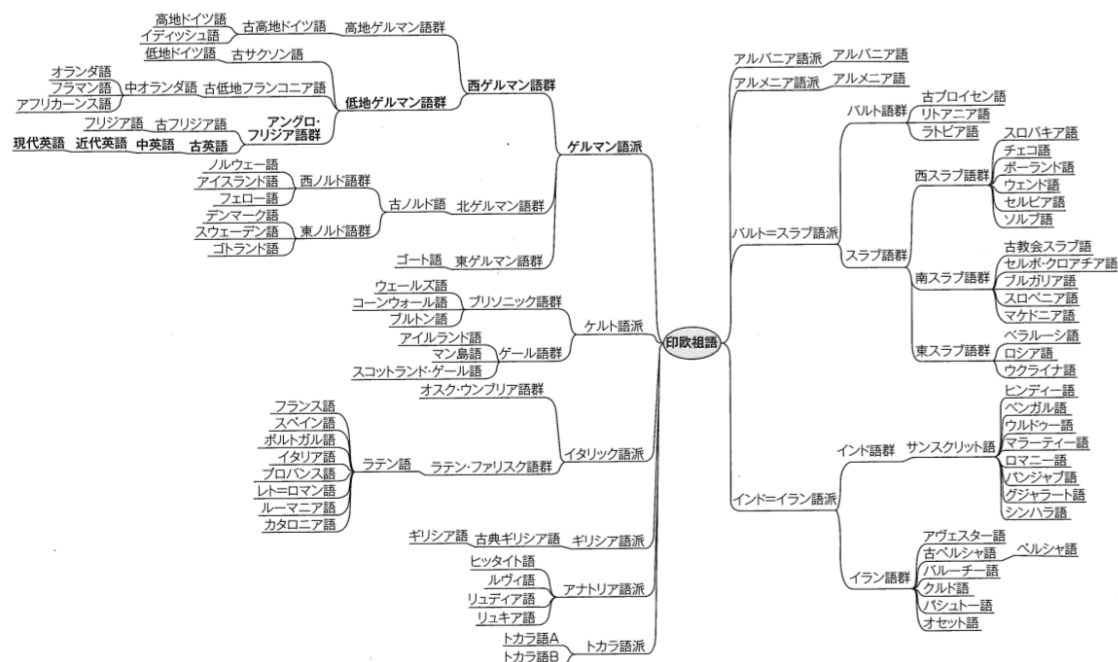 印欧祖語
ゲルマン語派
西ゲルマン語群
高地ゲルマン語群
古高地ドイツ語
高地ドイツ語
イディッシュ語
低地ゲルマン語群
古サクソン語
低地ドイツ語
古低地フランコニア語
中オランダ語
オランダ語
フラマン語
アフリカーンス語
アングロ・
フリジア語群
古フリジア語
フリジア語
古英語
中英語
近代英語
現代英語
北ゲルマン語群
古ノルド語
西ノルド語群
ノルウェー語
アイスランド語
フェロー語
東ノルド語群
デンマーク語
スウェーデン語
ゴトランド語
東ゲルマン語群
ゴート語
ケルト語派
ブリソニック語群
ウェールズ語
コーンウォール語
ブルトン語
ゲール語群
アイルランド語
マン島語
スコットランド・ゲール語
イタリック語派
オスク・ウンブリア語群
ラテン・ファリスク語群
ラテン語
フランス語
スペイン語
ポルトガル語
イタリア語
プロバンス語
レト=ロマン語
ルーマニア語
カタロニア語
ギリシア語派
古典ギリシア語
ギリシア語
アナトリア語派
ヒッタイト語
ルヴィ語
リュディア語
リュキア語
トカラ語派
トカラ語A
トカラ語B
アルバニア語派
アルバニア語
アルメニア語派
アルメニア語
バルト=スラブ語派
バルト語群
古プロイセン語
リトアニア語
ラトビア語
スラブ語群
西スラブ語群
スロバキア語
チェコ語
ポーランド語
ウェンド語
セルビア語
ソルブ語
南スラブ語群
古教会スラブ語
セルボ・クロアチア語
ブルガリア語
スロベニア語
マケドニア語
東スラブ語群
ベラルーシ語
ロシア語
ウクライナ語
インド=イラン語派
インド語群
サンスクリット語
ヒンディー語
ベンガル語
ウルドゥー語
マラーティー語
ロマニー語
パンジャブ語
グジャラート語
シンハラ語
イラン語群
アヴェスター語
古ペルシャ語
ペルシャ語
バルーチー語
クルド語
パシュトー語
オセット語